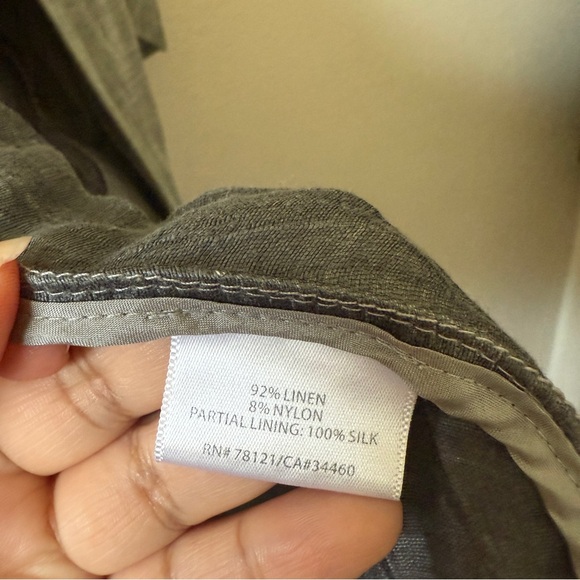 92% LINEN
8% NYLON
PARTIAL LINING: 100% SILK
RN# 78121/CA#34460